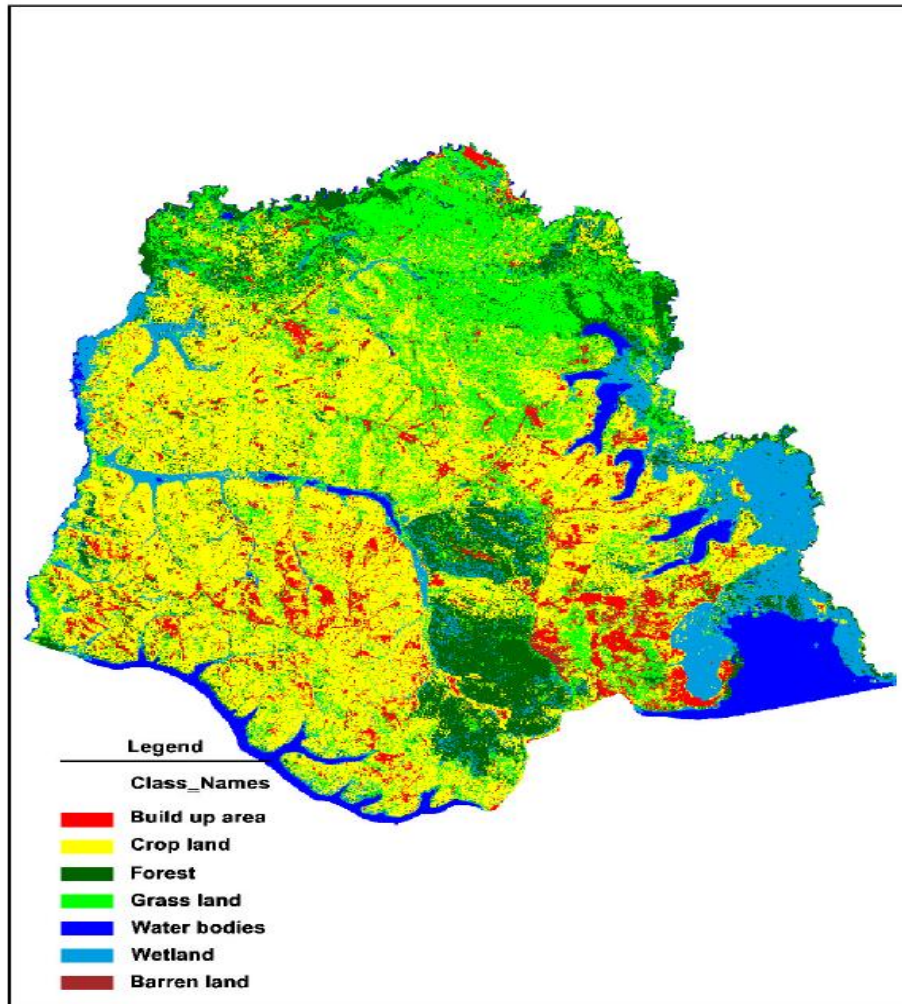 Legend
Class_Names
Build up area
Crop land
Forest
Grass land
Water bodies
Wetland
Barren land